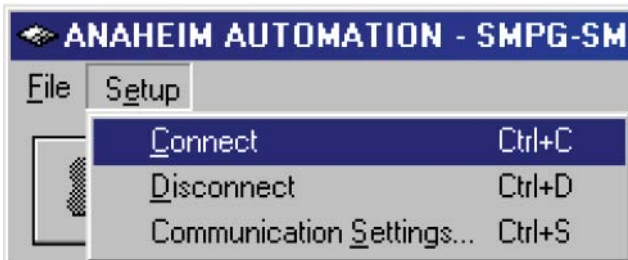 ANAHEIM AUTOMATION - SMPG-SM
File Setup
Connect Ctrl+C
Disconnect Ctrl+D
Communication Settings... Ctrl+S